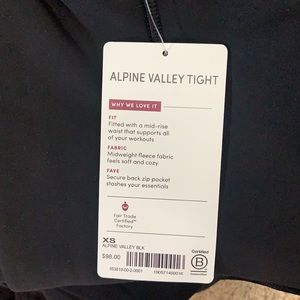 ALPINE VALLEY TIGHT
WHY WE LOVE IT
FIT
Fitted with a mid-rise
waist that supports all
of your workouts
FABRIC
Midweight fleece fabric
feels soft and cozy
FAVE
Secure back zip pocket
stashes your essentials
Fair Trade
Certified™
Factory
XS
ALPINE VALLEY BLK
$98.00
Certified
B
Corporation